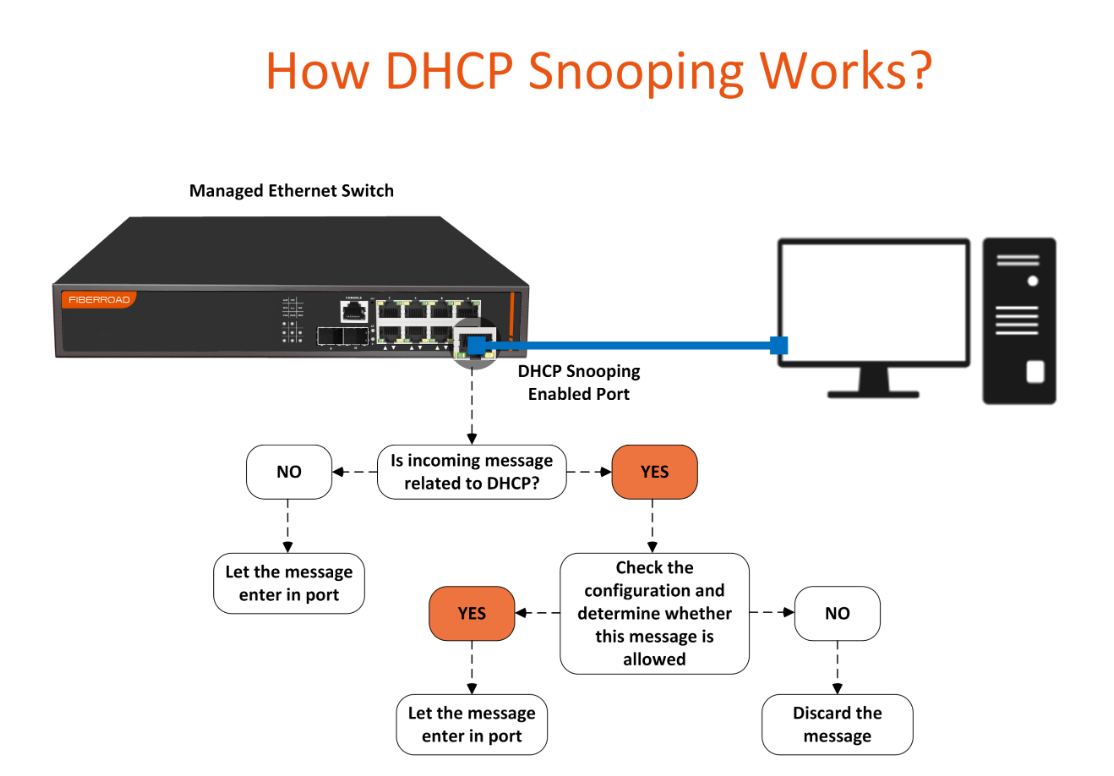 How DHCP Snooping Works?
Managed Ethernet Switch
FIBERROAD
CONSOLE
DHCP Snooping
Enabled Port
NO
Is incoming message
related to DHCP?
YES
Let the message
enter in port
Check the
configuration and
determine whether
this message is
allowed
YES
NO
Let the message
enter in port
Discard the
message